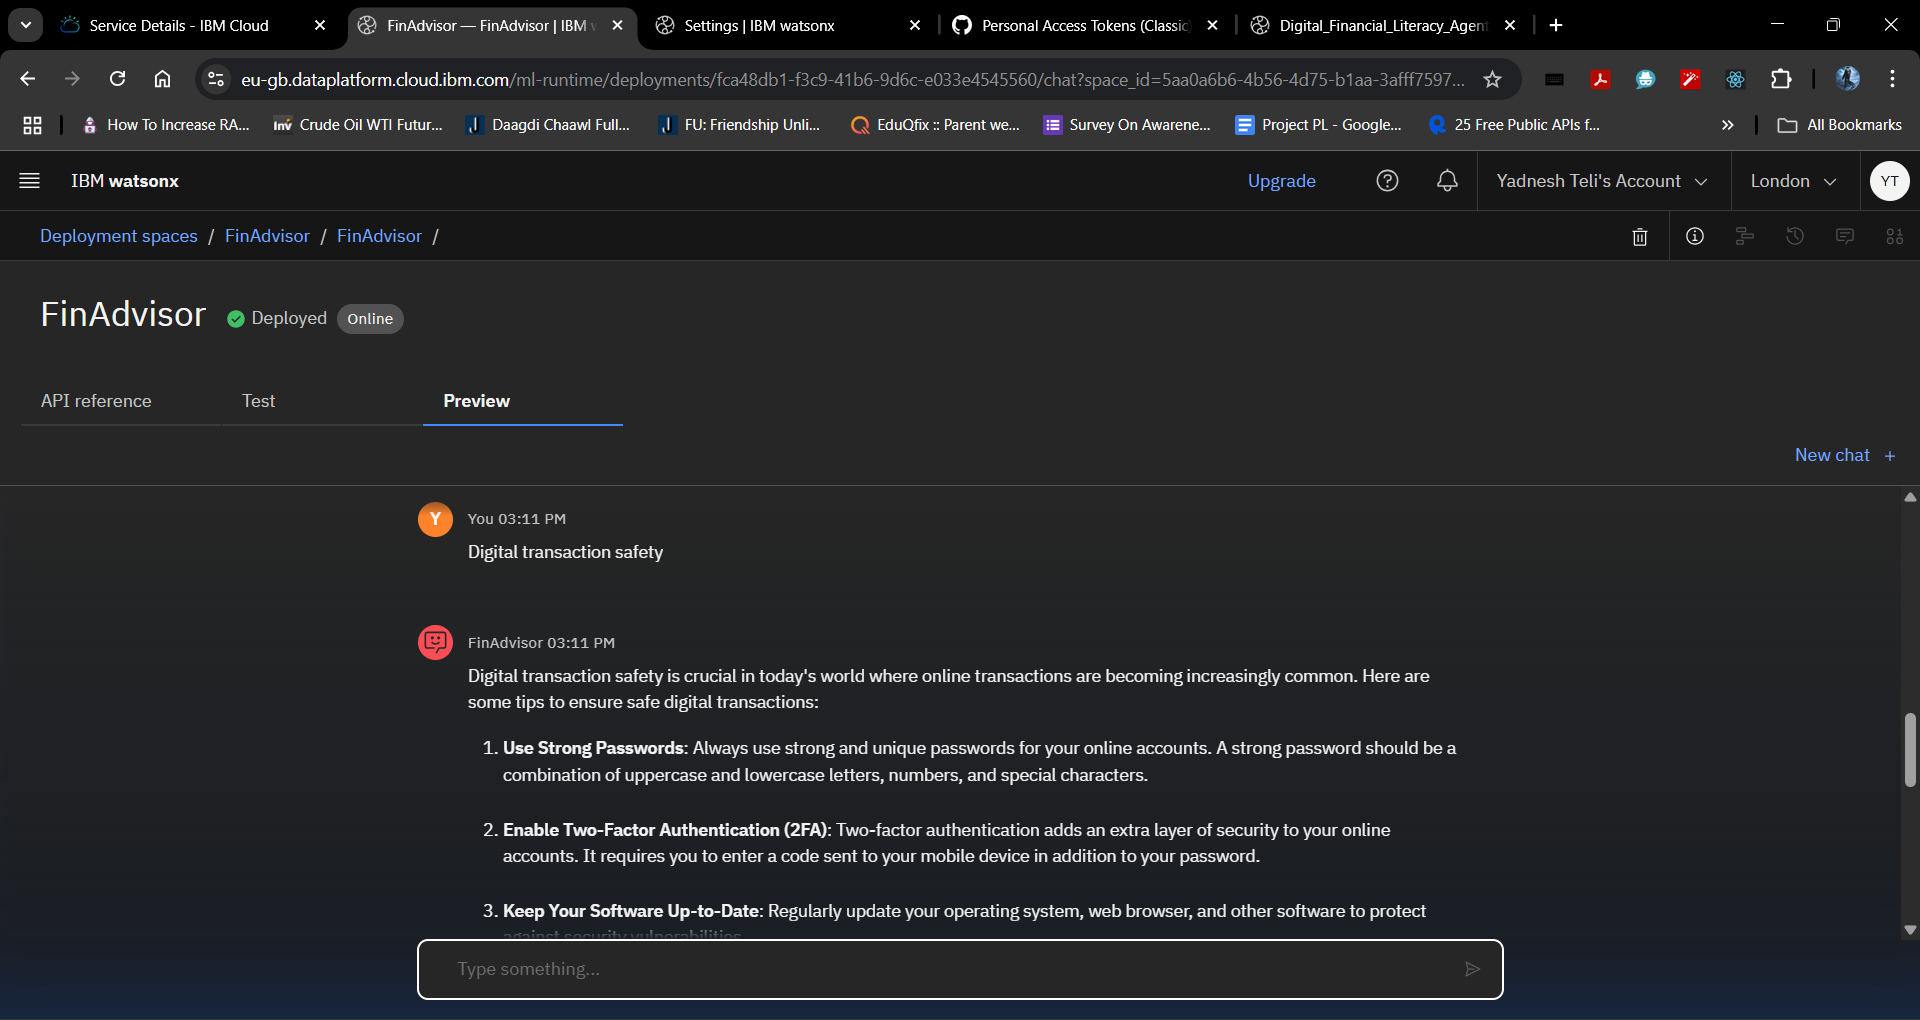 Service Details - IBM Cloud
FinAdvisor — FinAdvisor | IBM w
Settings | IBM watsonx
Personal Access Tokens (Classic)
Digital_Financial_Literacy_Agent
eu-gb.dataplatform.cloud.ibm.com/ml-runtime/deployments/fca48db1-f3c9-41b6-9d6c-e033e4545560/chat?space_id=5aa0a6b6-4b56-4d75-b1aa-3afff7597...
How To Increase RA...
Inv Crude Oil WTI Futur...
Daagdi Chaawl Full...
FU: Friendship Unli...
EduQfix :: Parent we...
Survey On Awarene...
Project PL - Google...
25 Free Public APIs f...
All Bookmarks
IBM watsonx
Upgrade
Yadnesh Teli's Account
London
YT
Deployment spaces / FinAdvisor / FinAdvisor /
FinAdvisor
Deployed
Online
API reference
Test
Preview
New chat +
Y
You 03:11 PM
Digital transaction safety
FinAdvisor 03:11 PM
Digital transaction safety is crucial in today's world where online transactions are becoming increasingly common. Here are
some tips to ensure safe digital transactions:
1. Use Strong Passwords: Always use strong and unique passwords for your online accounts. A strong password should be a
combination of uppercase and lowercase letters, numbers, and special characters.
2. Enable Two-Factor Authentication (2FA): Two-factor authentication adds an extra layer of security to your online
accounts. It requires you to enter a code sent to your mobile device in addition to your password.
3. Keep Your Software Up-to-Date: Regularly update your operating system, web browser, and other software to protect
against security vulnerabilities
Type something...